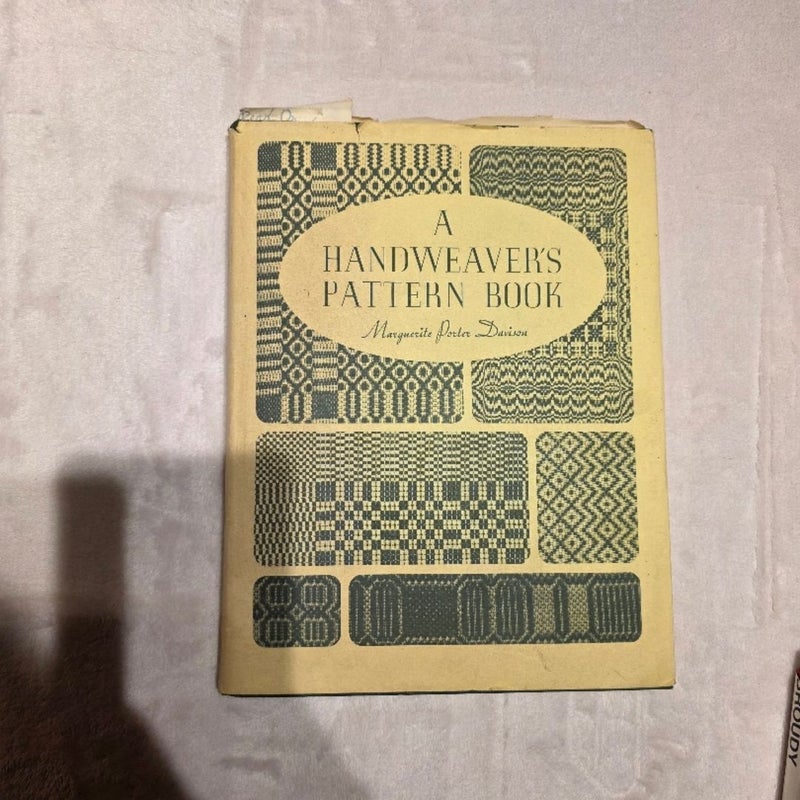 A
HANDWEAVER'S
PATTERN BOOK
Marguerite Porter Davison